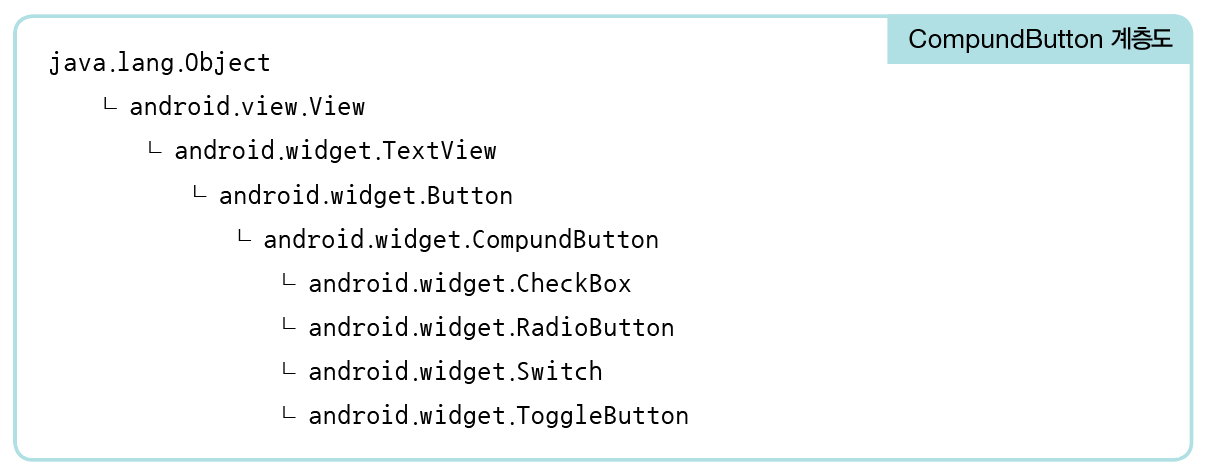 CompundButton 계층도
java.lang.Object
└ android.view.View
└ android.widget.TextView
└ android.widget.Button
└ android.widget.CompundButton
└ android.widget.CheckBox
└ android.widget.RadioButton
└ android.widget.Switch
└ android.widget.ToggleButton